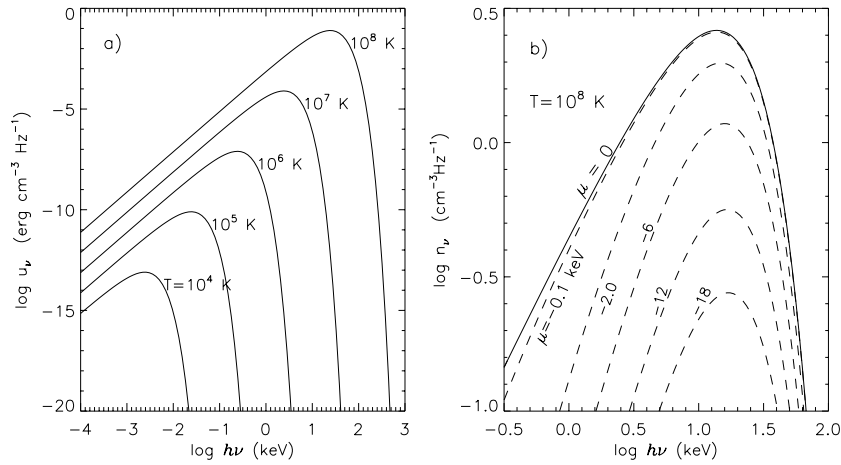 a)
0
−5
−10
−15
−20
log uν (erg cm⁻³ Hz⁻¹)
10⁸ K
10⁷ K
10⁶ K
10⁵ K
T=10⁴ K
−4 −3 −2 −1 0 1 2 3
log hν (keV)
b)
0.5
0.0
−0.5
−1.0
log nν (cm⁻³Hz⁻¹)
T=10⁸ K
μ = 0
μ=−0.1 keV
−2.0
−6
−12
−18
−0.5 0.0 0.5 1.0 1.5 2.0
log hν (keV)